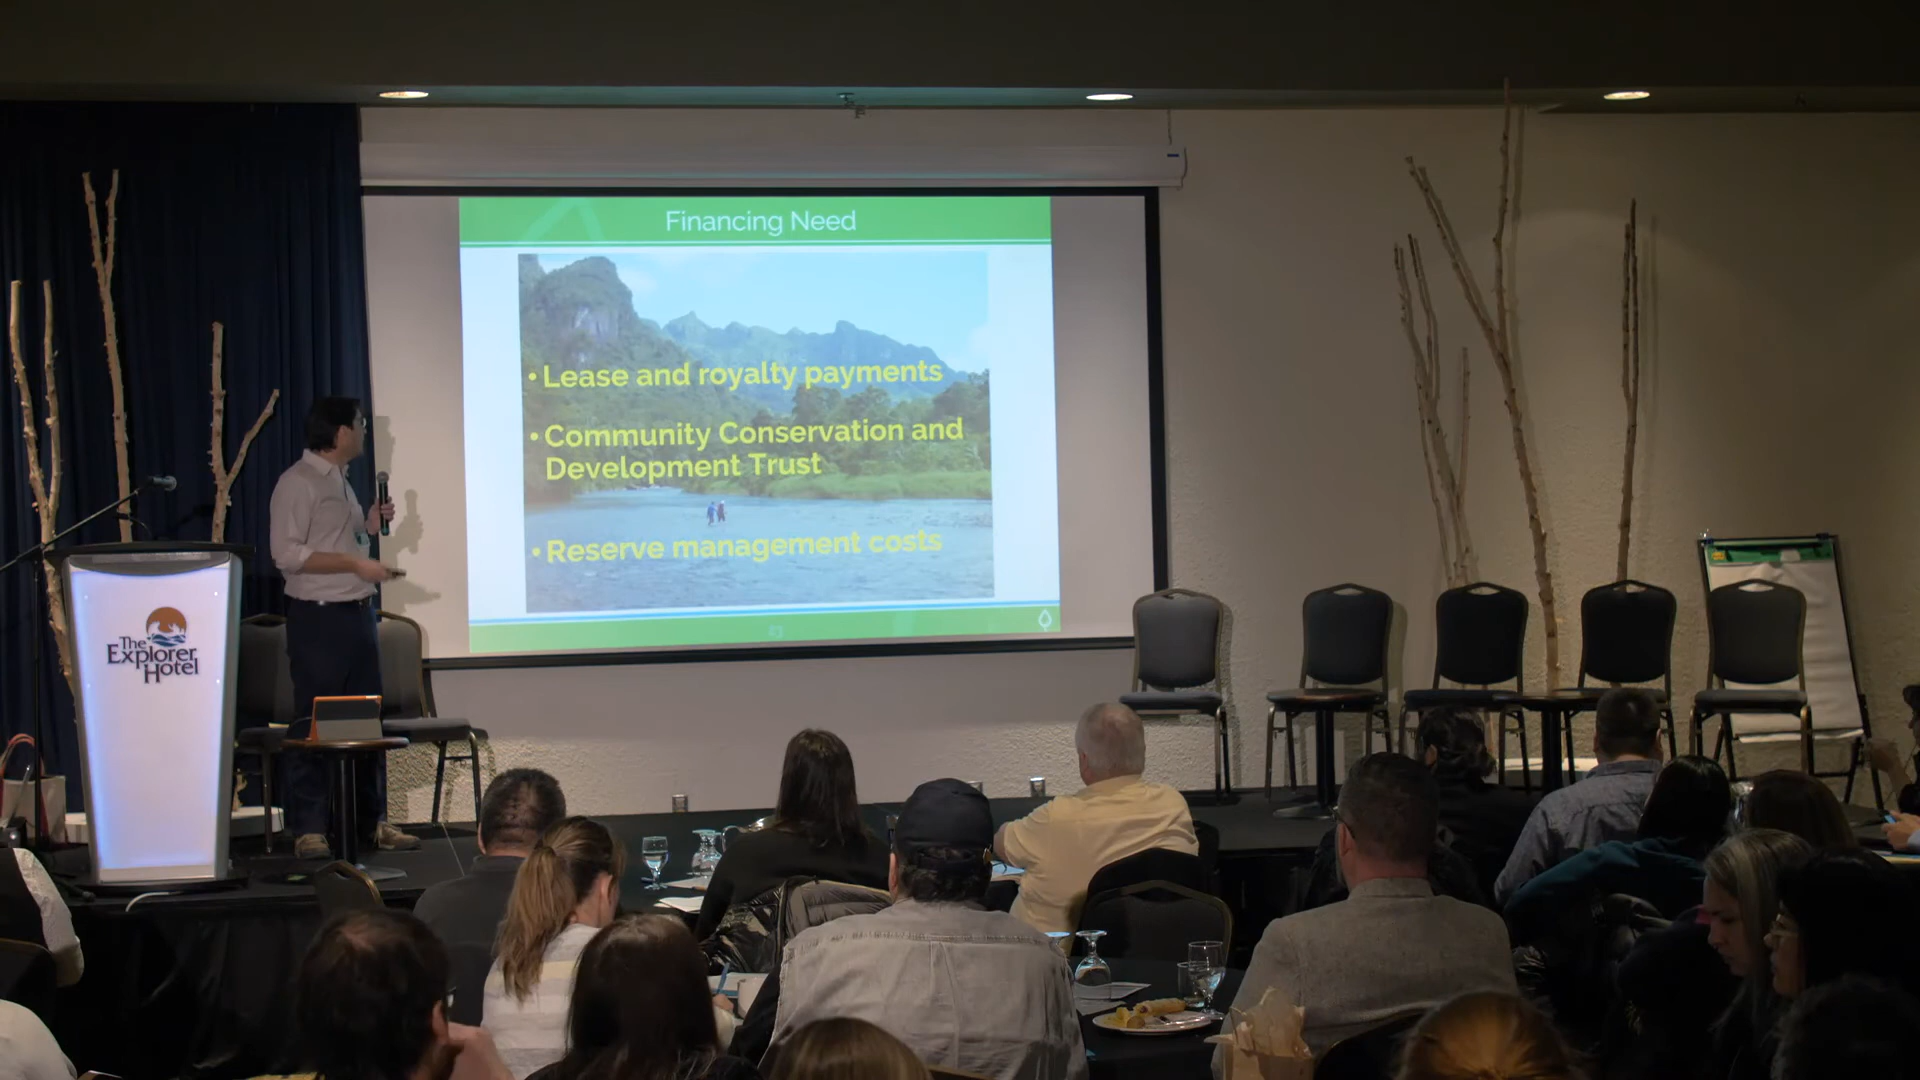 Financing Need
• Lease and royalty payments
• Community Conservation and
Development Trust
• Reserve management costs
The
Explorer
Hotel